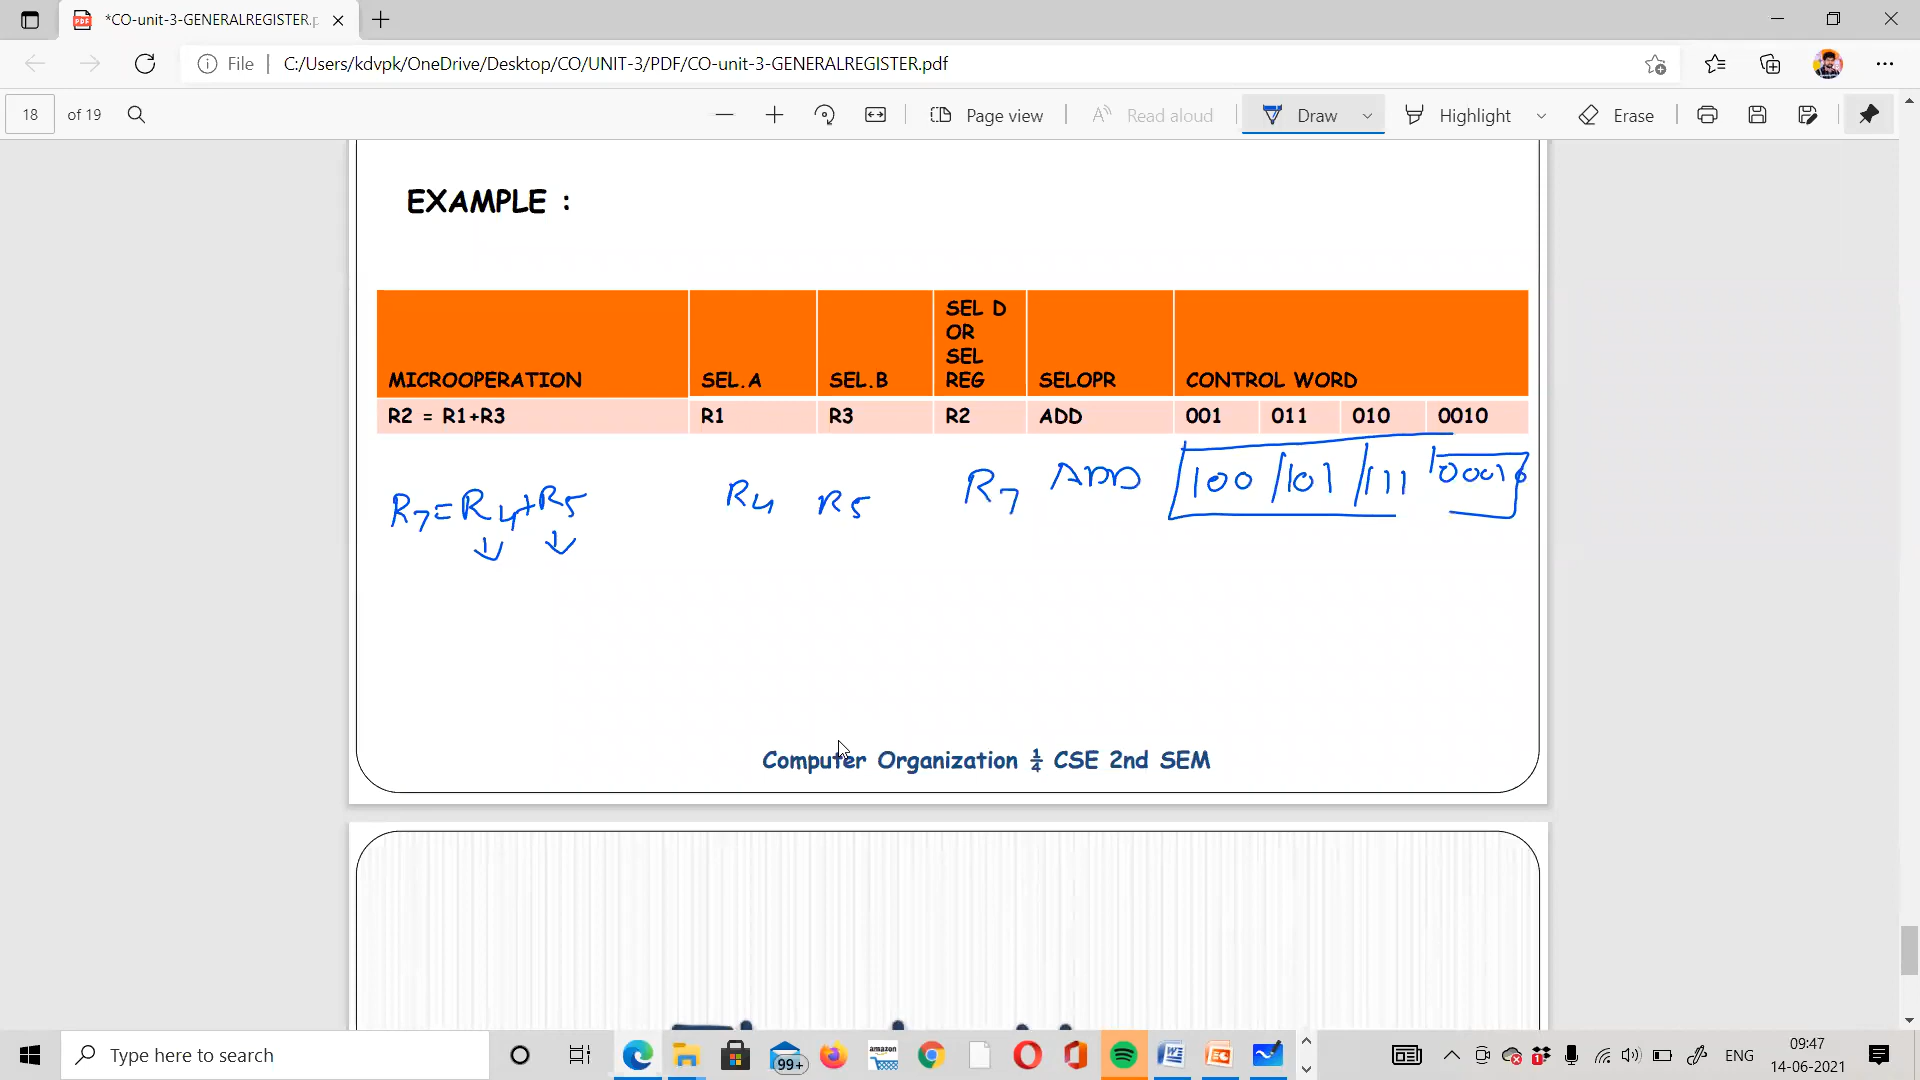 *CO-unit-3-GENERALREGISTER.p
File C:/Users/kdvpk/OneDrive/Desktop/CO/UNIT-3/PDF/CO-unit-3-GENERALREGISTER.pdf
18 of 19 Page view Read aloud Draw Highlight Erase
EXAMPLE :
MICROOPERATION SEL.A SEL.B SEL D OR SEL REG SELOPR CONTROL WORD
R2 = R1+R3 R1 R3 R2 ADD 001 011 010 0010
R7=R4+R5 R4 R5 R7 ADD 100/101/111/00010
Computer Organization ¼ CSE 2nd SEM
Type here to search 99+ amazon ENG 09:47
14-06-2021